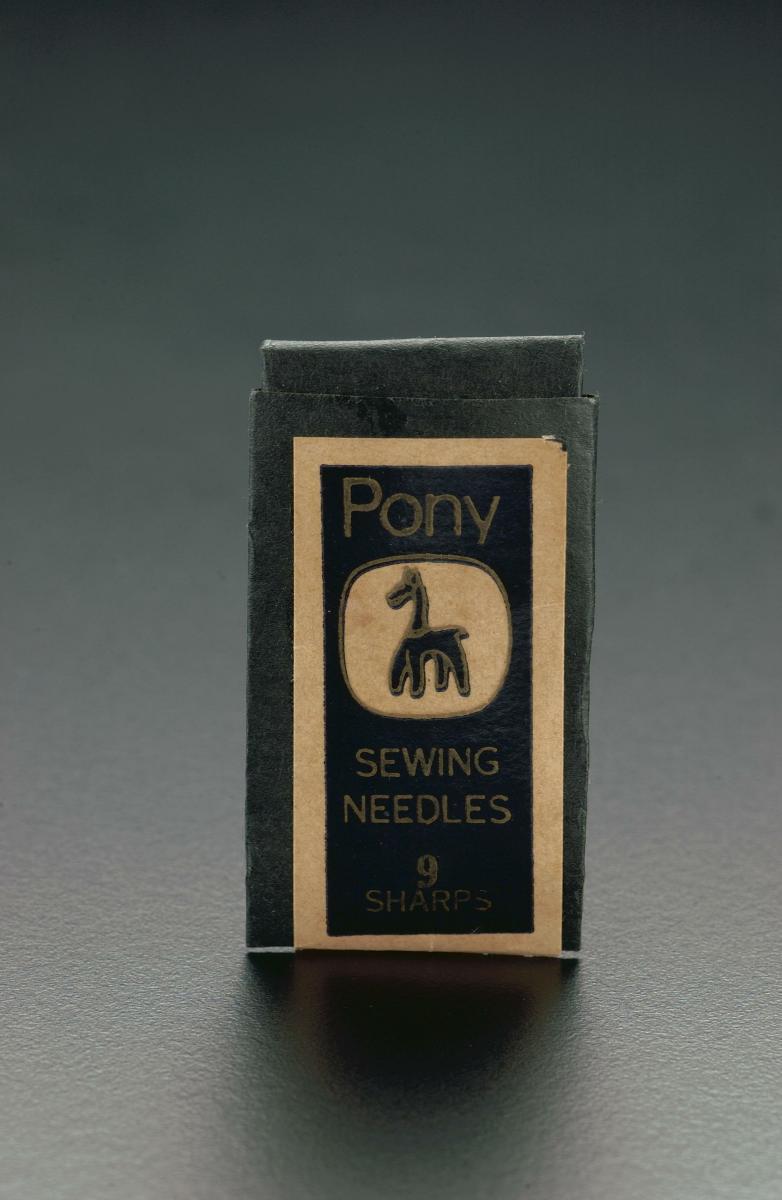 Pony
SEWING
NEEDLES
9
SHARPS